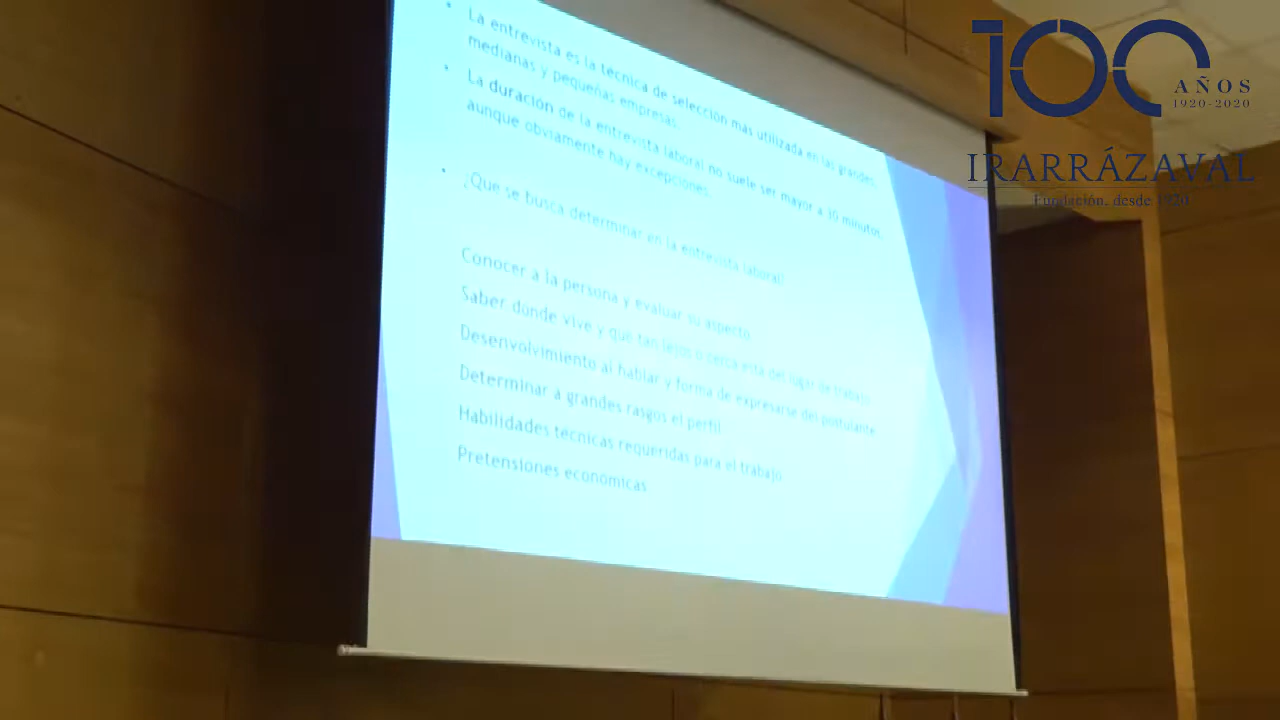 La entrevista es la técnica de selección más utilizada en las grandes,
medianas y pequeñas empresas.
La duración de la entrevista laboral no suele ser mayor a 30 minutos,
aunque obviamente hay excepciones.
¿Que se busca determinar en la entrevista laboral?
Conocer a la persona y evaluar su aspecto.
Saber donde vive y que tan lejos o cerca está del lugar de trabajo
Desenvolvimiento al hablar y forma de expresarse del postulante
Determinar a grandes rasgos el perfil
Habilidades técnicas requeridas para el trabajo
Pretensiones económicas
100
AÑOS
1920-2020
IRARRÁZAVAL
Fundación, desde 1920